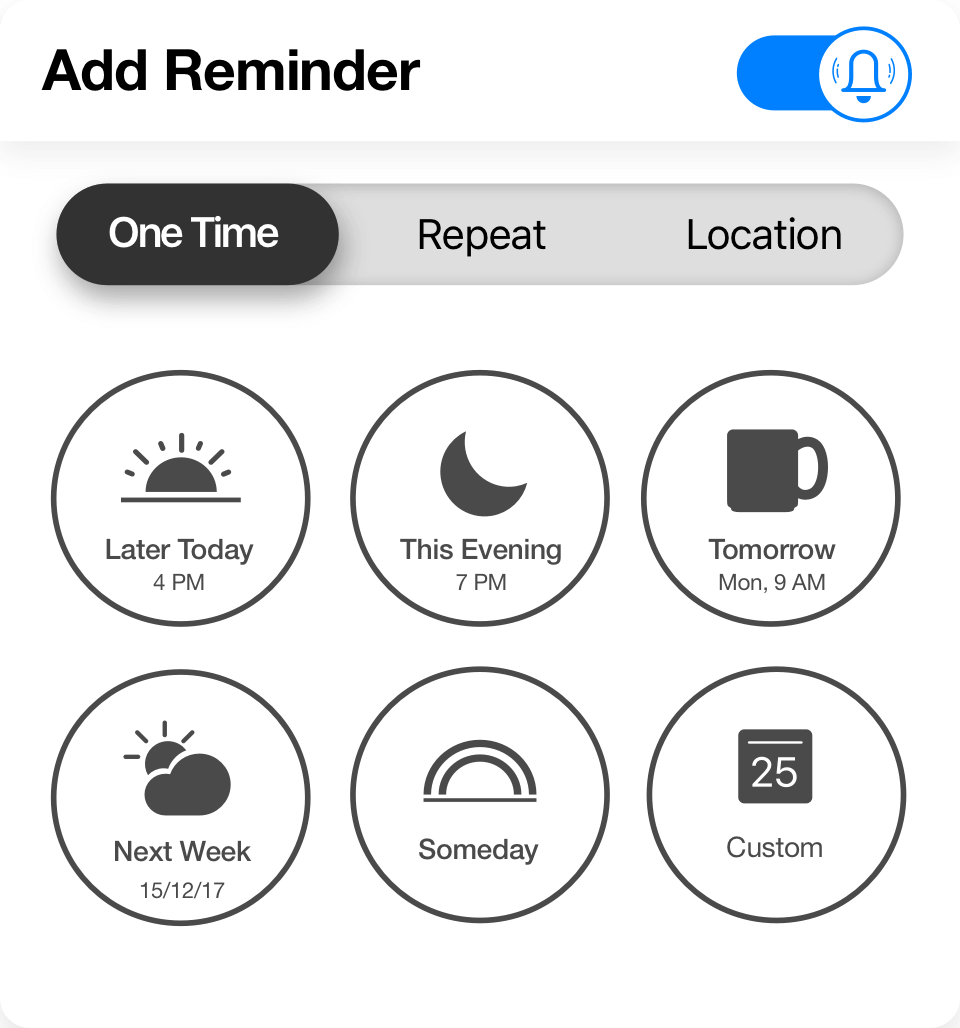 Add Reminder
One Time Repeat Location
Later Today This Evening Tomorrow
4 PM 7 PM Mon, 9 AM
25
Next Week Someday Custom
15/12/17